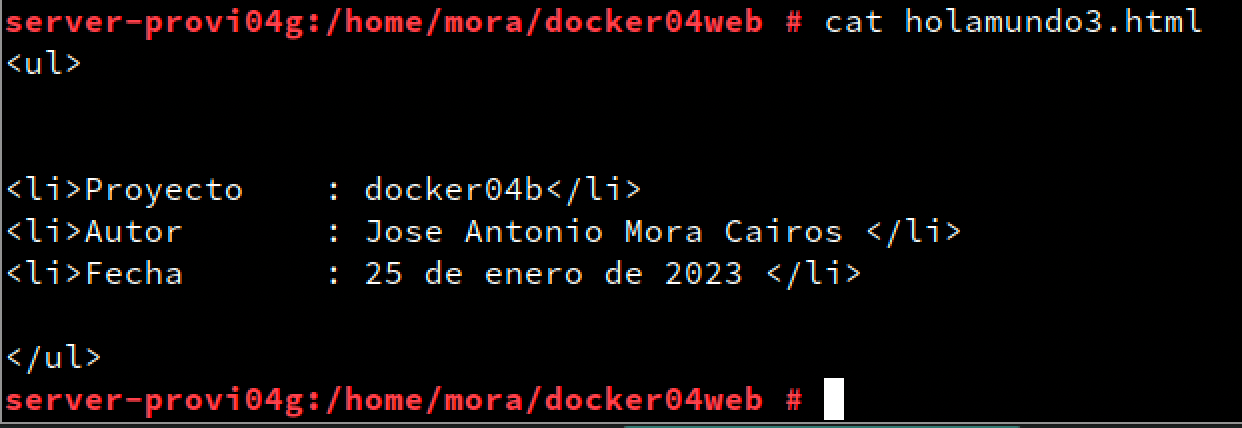 server-provi04g:/home/mora/docker04web # cat holamundo3.html
<ul>
<li>Proyecto    : docker04b</li>
<li>Autor       : Jose Antonio Mora Cairos </li>
<li>Fecha       : 25 de enero de 2023 </li>
</ul>
server-provi04g:/home/mora/docker04web #